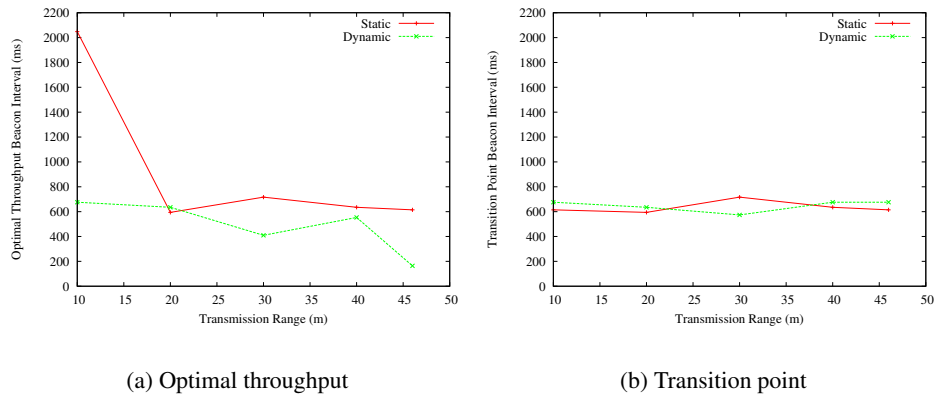 2200
2000
1800
1600
1400
1200
1000
800
600
400
200
0
10 15 20 25 30 35 40 45 50
Optimal Throughput Beacon Interval (ms)
Transmission Range (m)
Static
Dynamic
(a) Optimal throughput
2200
2000
1800
1600
1400
1200
1000
800
600
400
200
0
10 15 20 25 30 35 40 45 50
Transition Point Beacon Interval (ms)
Transmission Range (m)
Static
Dynamic
(b) Transition point